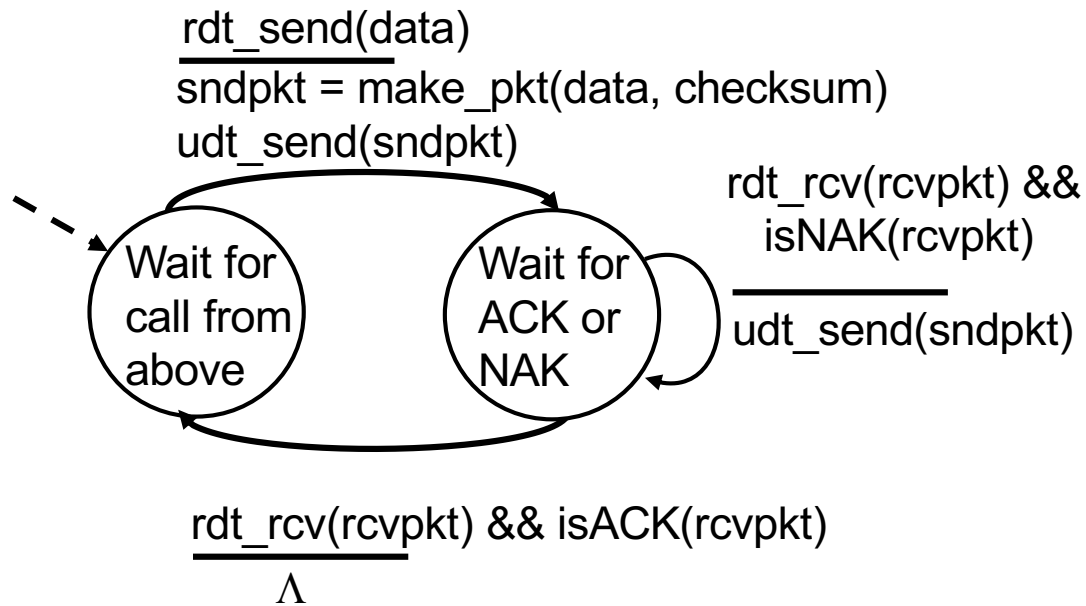 rdt_send(data)
sndpkt = make_pkt(data, checksum)
udt_send(sndpkt)
rdt_rcv(rcvpkt) &&
isNAK(rcvpkt)
udt_send(sndpkt)
Wait for
call from
above
Wait for
ACK or
NAK
rdt_rcv(rcvpkt) && isACK(rcvpkt)
Λ